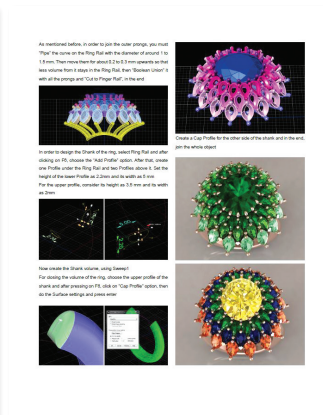 As mentioned before, in order to join the outer prongs, you must
"Pipe" the curve on the Ring Rail with the diameter of around 1 to
1.5 mm. Then move them for about 0.2 to 0.3 mm upwards so that
less volume from it stays in the Ring Rail, then "Boolean Union" it
with all the prongs and "Cut to Finger Rail", in the end
In order to design the Shank of the ring, select Ring Rail and after
clicking on F6, choose the "Add Profile" option. After that, create
one Profile under the Ring Rail and two Profiles above it. Set the
height of the lower Profile as 2.2mm and its width as 5 mm
For the upper profile, consider its height as 3.5 mm and its width
as 2mm
Now create the Shank volume, using Sweep1
For closing the volume of the ring, choose the upper profile of the
shank and after pressing on F6, click on "Cap Profile" option, then
do the Surface settings and press enter
Create a Cap Profile for the other side of the shank and in the end,
join the whole object